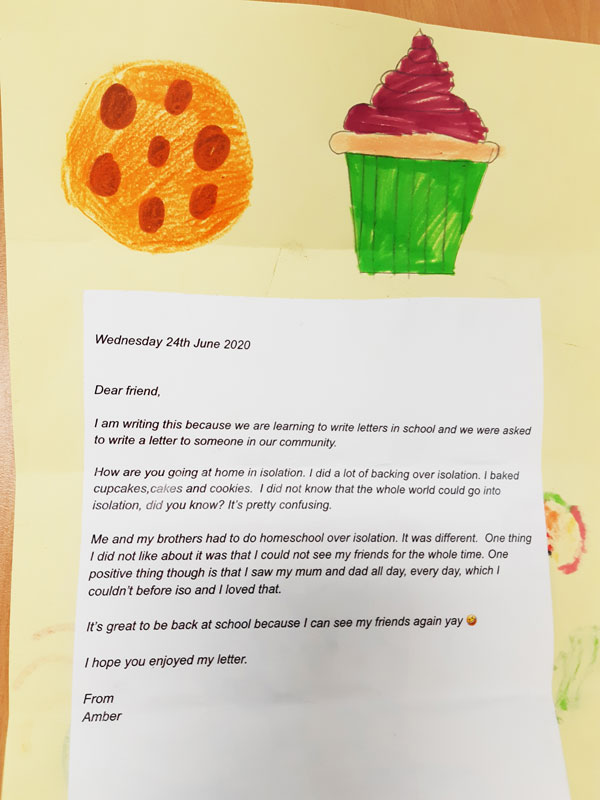 Wednesday 24th June 2020
Dear friend,
I am writing this because we are learning to write letters in school and we were asked
to write a letter to someone in our community.
How are you going at home in isolation. I did a lot of backing over isolation. I baked
cupcakes,cakes and cookies.  I did not know that the whole world could go into
isolation, did you know? It's pretty confusing.
Me and my brothers had to do homeschool over isolation. It was different.  One thing
I did not like about it was that I could not see my friends for the whole time. One
positive thing though is that I saw my mum and dad all day, every day, which I
couldn't before iso and I loved that.
It's great to be back at school because I can see my friends again yay 🤩
I hope you enjoyed my letter.
From
Amber